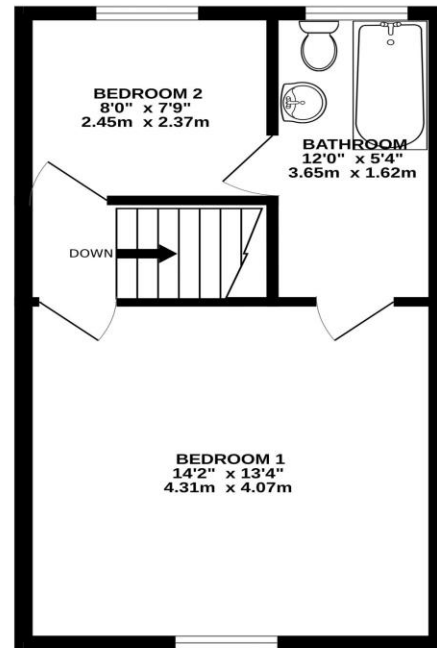 BEDROOM 2
8'0" x 7'9"
2.45m x 2.37m
BATHROOM
12'0" x 5'4"
3.65m x 1.62m
DOWN
BEDROOM 1
14'2" x 13'4"
4.31m x 4.07m